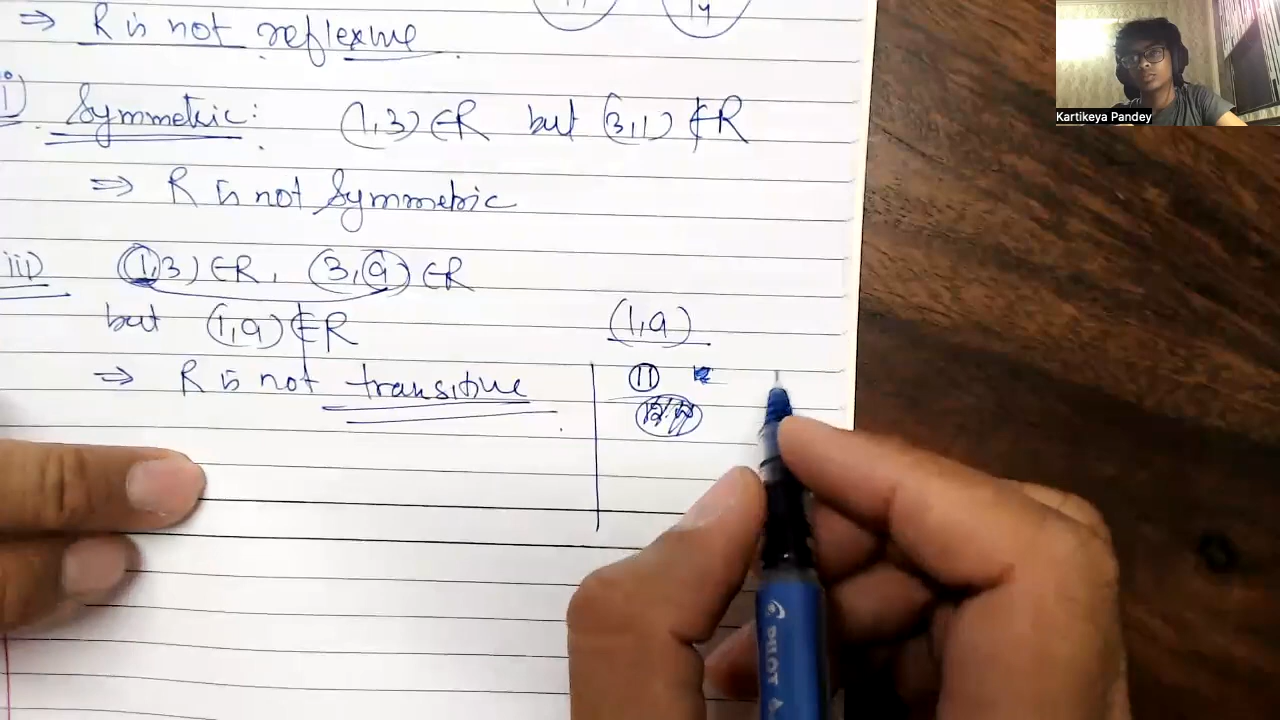 ⇒ R is not reflexive.
14
i) Symmetric: (1,3) ∈ R but (3,1) ∉ R
⇒ R is not Symmetric
iii) (1,3) ∈ R, (3,9) ∈ R
but (1,9) ∉ R
(1,9)
⇒ R is not transitive
11
PILOT
Kartikeya Pandey